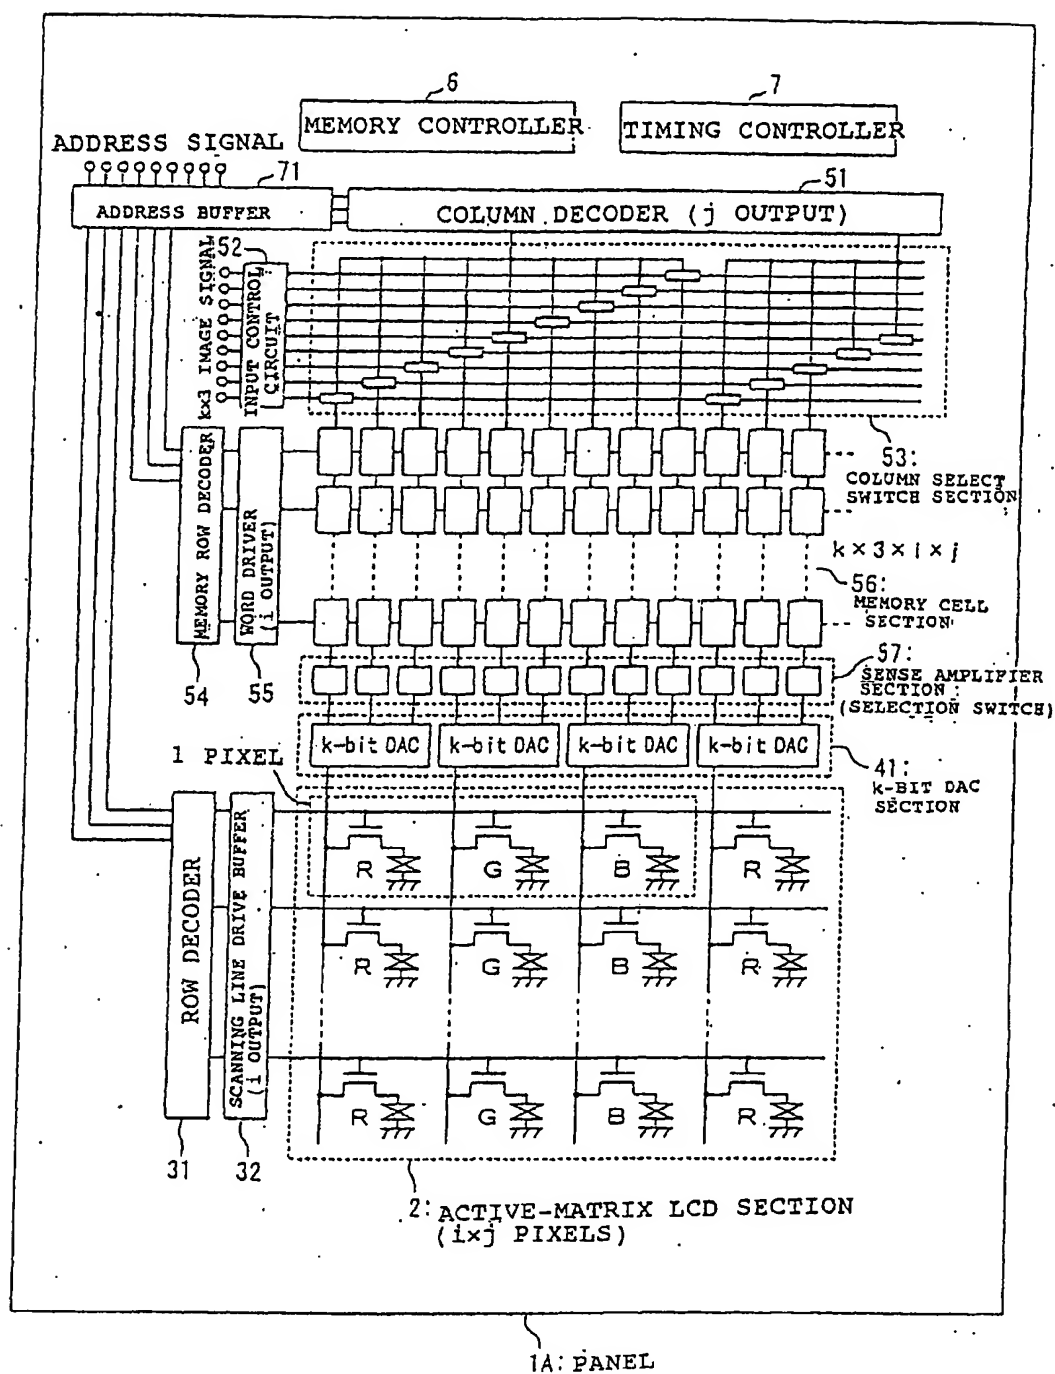 6
7
MEMORY CONTROLLER
TIMING CONTROLLER
ADDRESS SIGNAL
71
51
ADDRESS BUFFER
COLUMN DECODER (j OUTPUT)
52
k×3 IMAGE SIGNAL
INPUT CONTROL
CIRCUIT
53:
COLUMN SELECT
SWITCH SECTION
MEMORY ROW DECODER
WORD DRIVER
(i OUTPUT)
k×3×i×j
56:
MEMORY CELL
SECTION
54
55
57:
SENSE AMPLIFIER
SECTION
(SELECTION SWITCH)
k-bit DAC
k-bit DAC
k-bit DAC
k-bit DAC
1 PIXEL
41:
k-BIT DAC
SECTION
ROW DECODER
SCANNING LINE DRIVE BUFFER
(i OUTPUT)
R
G
B
R
R
G
B
R
R
G
B
R
31
32
2: ACTIVE-MATRIX LCD SECTION
(i×j PIXELS)
1A: PANEL